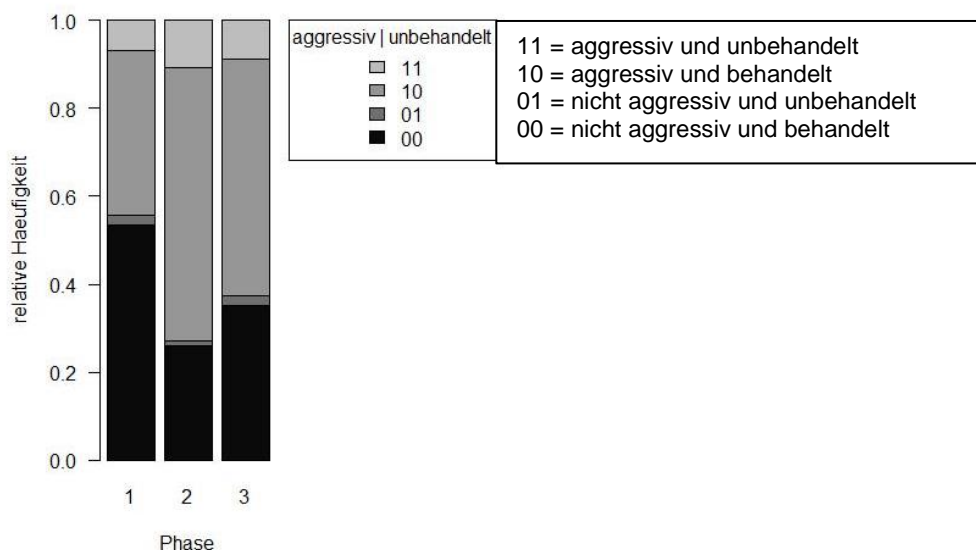 relative Haeufigkeit
1.0
0.8
0.6
0.4
0.2
0.0
1 2 3
Phase
aggressiv | unbehandelt
11
10
01
00
11 = aggressiv und unbehandelt
10 = aggressiv und behandelt
01 = nicht aggressiv und unbehandelt
00 = nicht aggressiv und behandelt